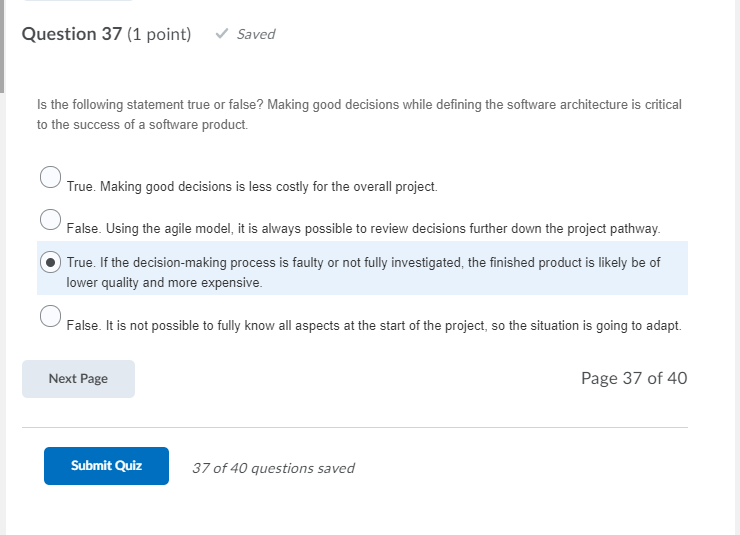 Question 37 (1 point) ✓ Saved
Is the following statement true or false? Making good decisions while defining the software architecture is critical
to the success of a software product.
True. Making good decisions is less costly for the overall project.
False. Using the agile model, it is always possible to review decisions further down the project pathway.
True. If the decision-making process is faulty or not fully investigated, the finished product is likely be of
lower quality and more expensive.
False. It is not possible to fully know all aspects at the start of the project, so the situation is going to adapt.
Next Page
Page 37 of 40
Submit Quiz
37 of 40 questions saved